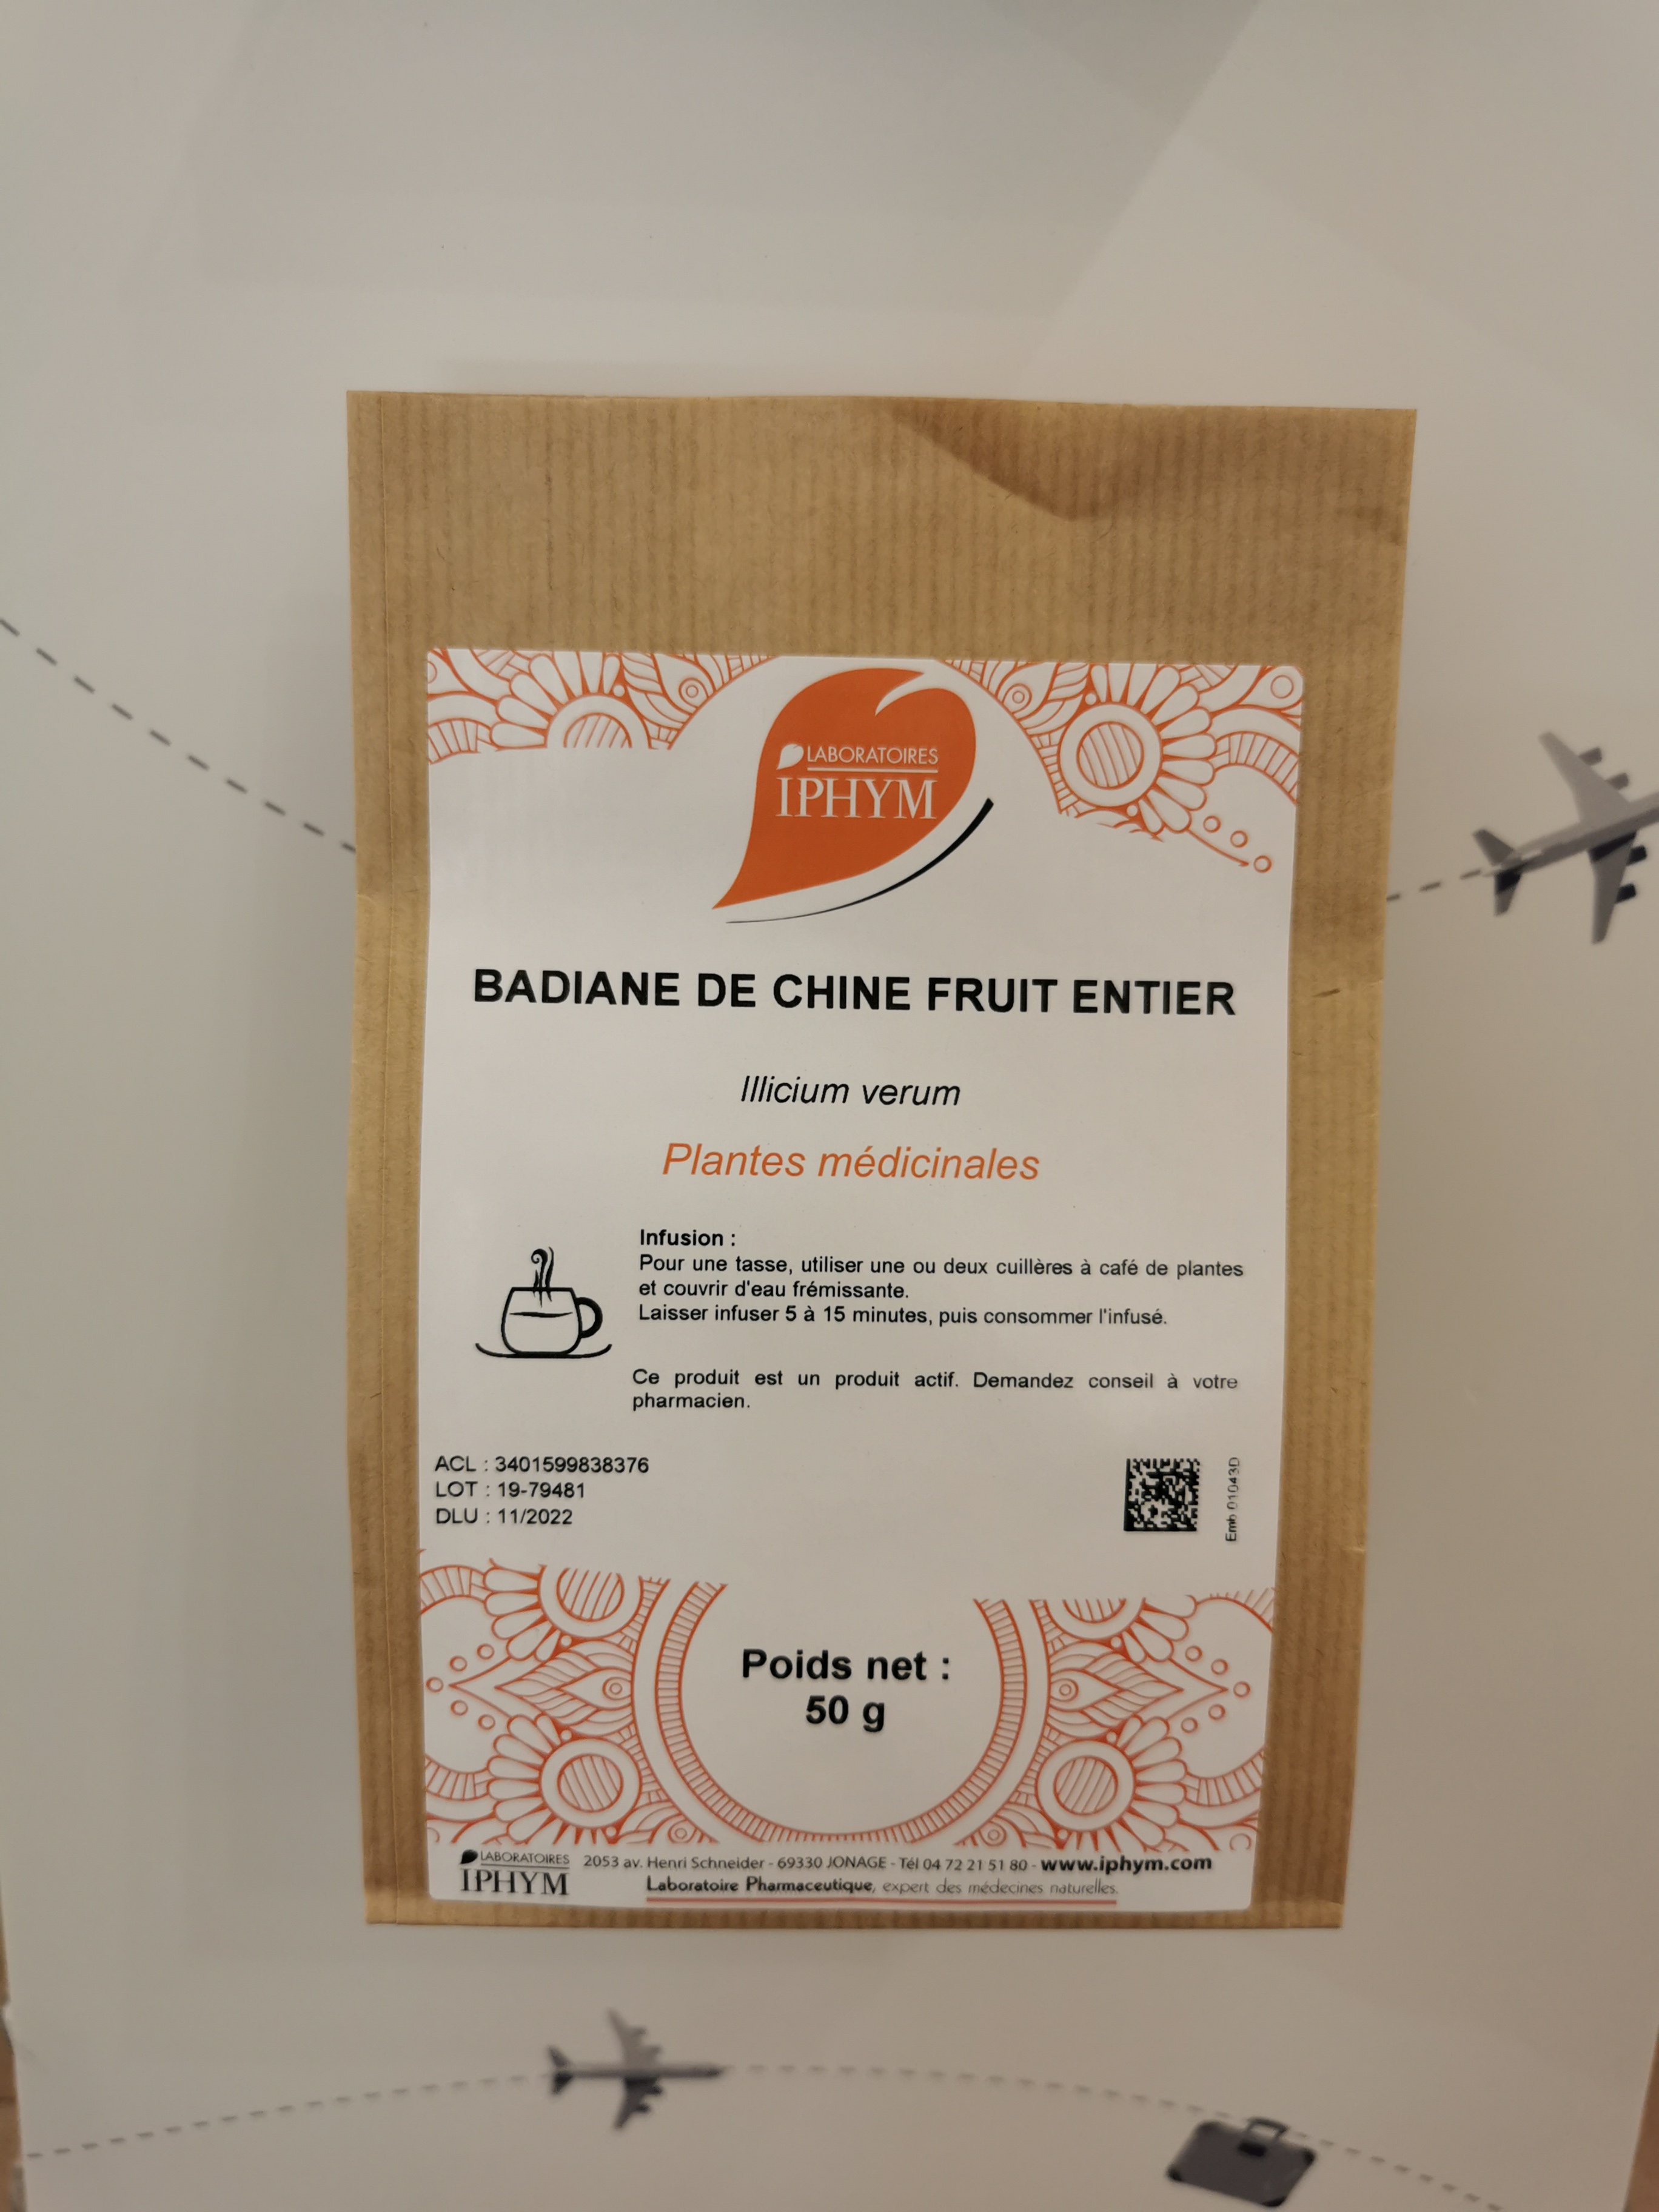 LABORATOIRES
IPHYM
BADIANE DE CHINE FRUIT ENTIER
Illicium verum
Plantes médicinales
Infusion :
Pour une tasse, utiliser une ou deux cuillères à café de plantes
et couvrir d'eau frémissante.
Laisser infuser 5 à 15 minutes, puis consommer l'infusé.
Ce produit est un produit actif. Demandez conseil à votre
pharmacien.
ACL : 3401599838376
LOT : 19-79481
DLU : 11/2022
Emb 01043D
Poids net :
50 g
LABORATOIRES
IPHYM
2053 av. Henri Schneider - 69330 JONAGE - Tél 04 72 21 51 80 - www.iphym.com
Laboratoire Pharmaceutique, expert des médecines naturelles.